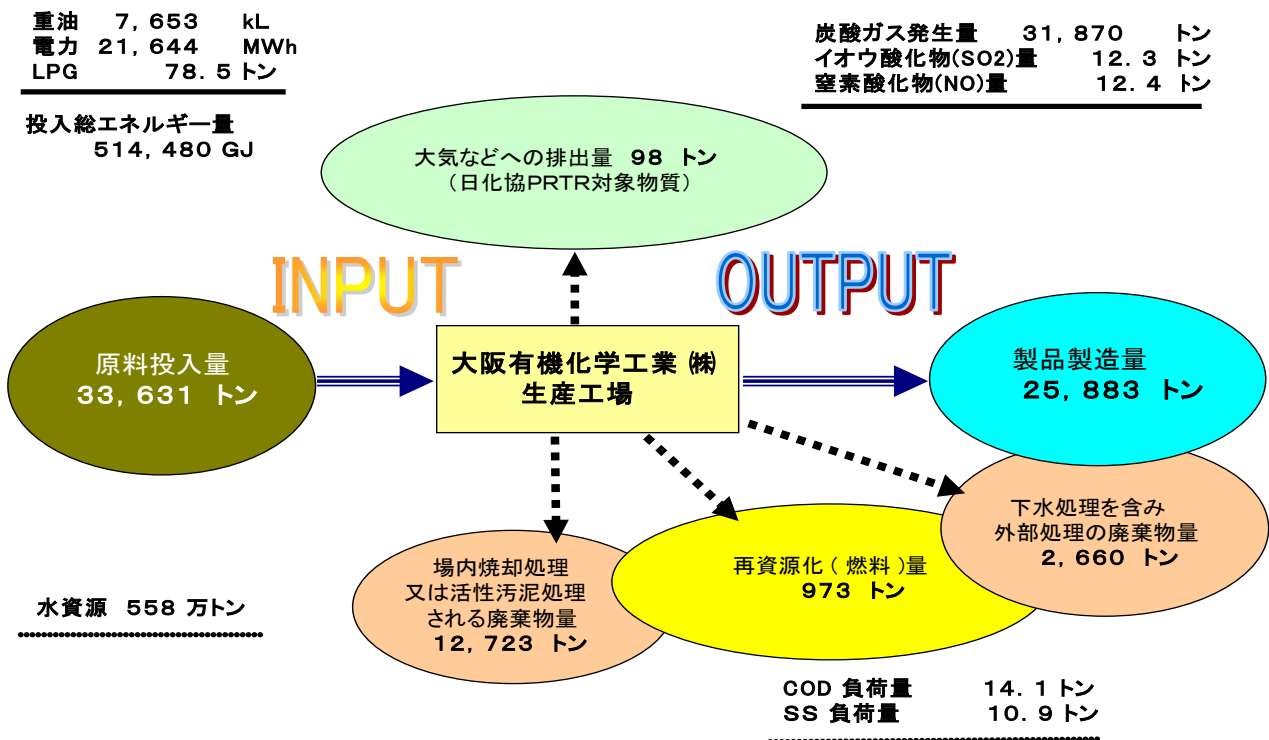 重油 7,653 kL
電力 21,644 MWh
LPG 78.5トン
投入総エネルギー量
514,480 GJ
炭酸ガス発生量 31,870 トン
イオウ酸化物(SO2)量 12.3 トン
窒素酸化物(NO)量 12.4 トン
大気などへの排出量 98 トン
(日化協PRTR対象物質)
INPUT
OUTPUT
原料投入量
33,631 トン
大阪有機化学工業 ㈱
生産工場
製品製造量
25,883 トン
下水処理を含み
外部処理の廃棄物量
2,660 トン
再資源化(燃料)量
973 トン
場内焼却処理
又は活性汚泥処理
される廃棄物量
12,723 トン
水資源 558 万トン
COD 負荷量 14.1トン
SS 負荷量 10.9トン